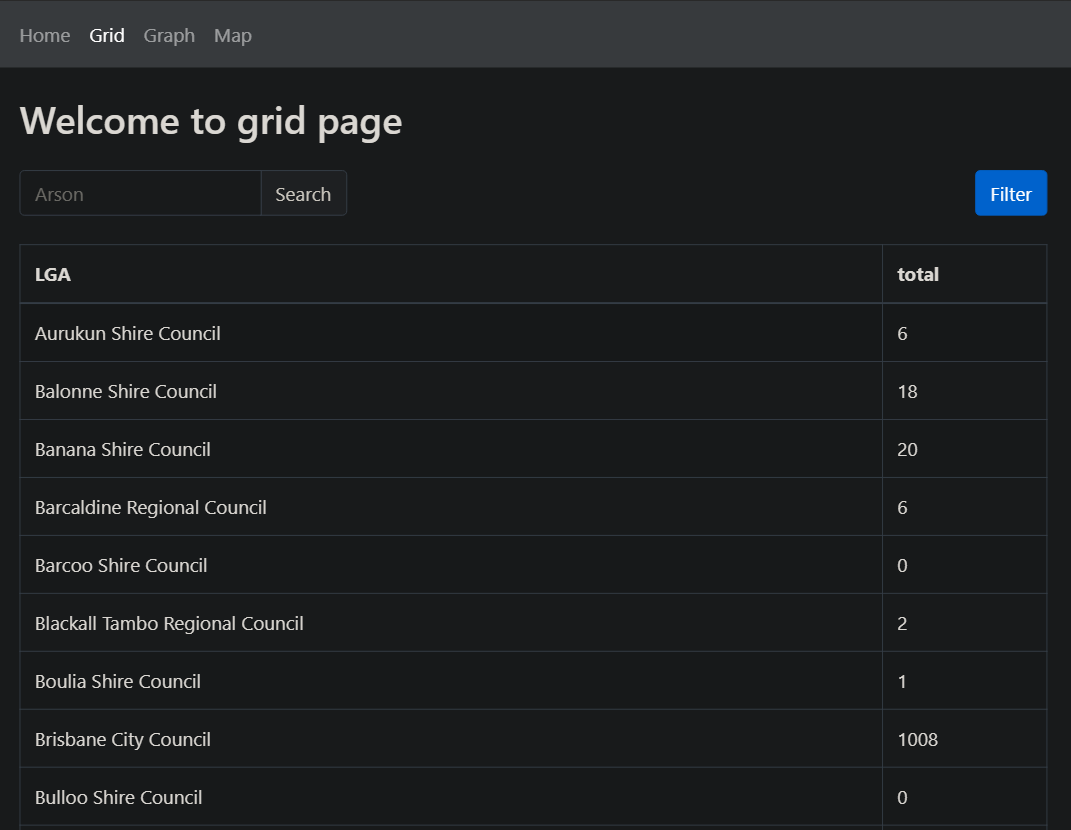 Home Grid Graph Map
Welcome to grid page
Arson Search Filter
LGA total
Aurukun Shire Council 6
Balonne Shire Council 18
Banana Shire Council 20
Barcaldine Regional Council 6
Barcoo Shire Council 0
Blackall Tambo Regional Council 2
Boulia Shire Council 1
Brisbane City Council 1008
Bulloo Shire Council 0